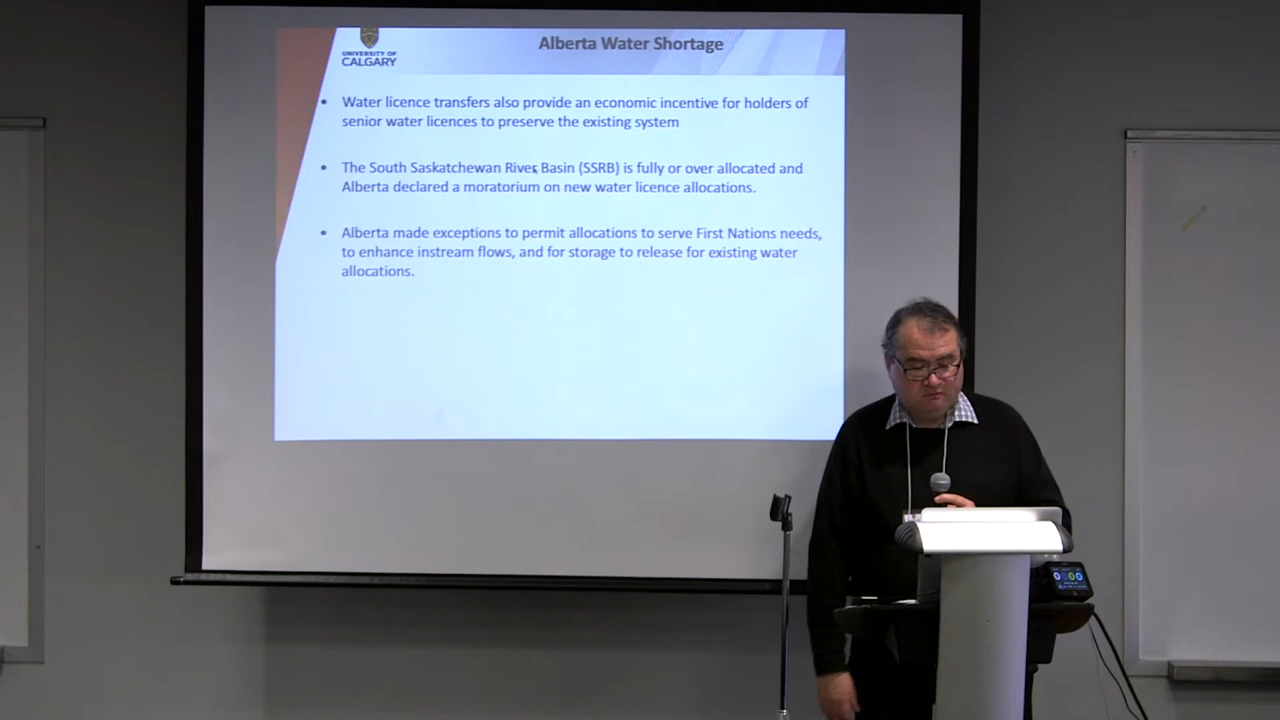 UNIVERSITY OF
CALGARY
Alberta Water Shortage
• Water licence transfers also provide an economic incentive for holders of
senior water licences to preserve the existing system
• The South Saskatchewan River Basin (SSRB) is fully or over allocated and
Alberta declared a moratorium on new water licence allocations.
• Alberta made exceptions to permit allocations to serve First Nations needs,
to enhance instream flows, and for storage to release for existing water
allocations.